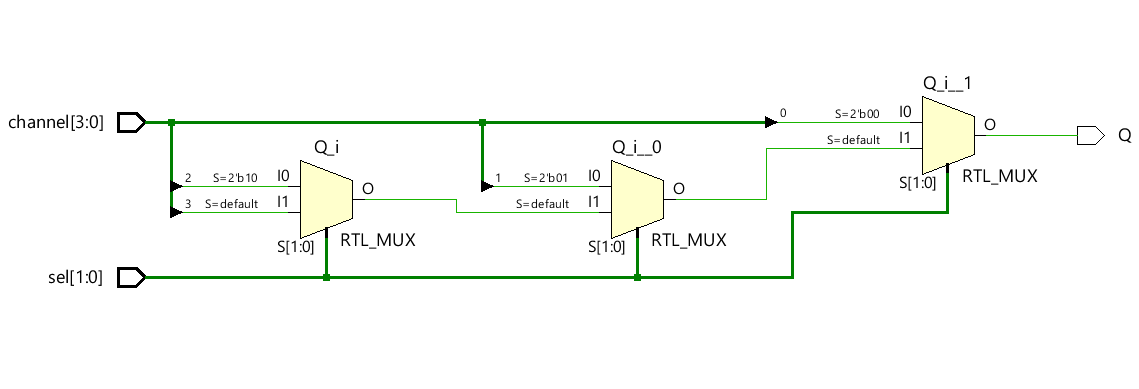 Q_i__1
channel[3:0]
0
S=2'b00
I0
O
Q
S=default
I1
Q_i
Q_i__0
RTL_MUX
S[1:0]
2
S=2'b10
I0
O
1
S=2'b01
I0
O
3
S=default
I1
S=default
I1
S[1:0]
RTL_MUX
S[1:0]
RTL_MUX
sel[1:0]